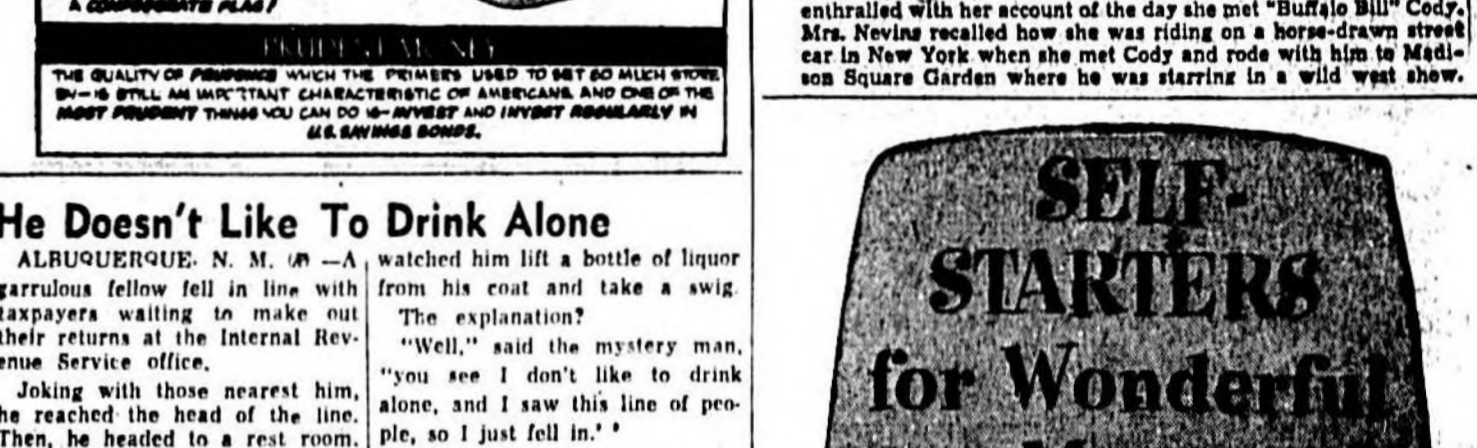 A CONFEDERATE FLAG!
PRUDENT MONEY
THE QUALITY OF PRUDENCE WHICH THE PRIMERS USED TO SET SO MUCH STORE
BY—IS STILL AN IMPORTANT CHARACTERISTIC OF AMERICANS, AND ONE OF THE
MOST PRUDENT THINGS YOU CAN DO IS—INVEST AND INVEST REGULARLY IN
U.S. SAVINGS BONDS.
He Doesn't Like To Drink Alone
ALBUQUERQUE. N. M. (AP) —A
garrulous fellow fell in line with
taxpayers waiting to make out
their returns at the Internal Rev-
enue Service office.
Joking with those nearest him,
he reached the head of the line.
Then, he headed to a rest room.
watched him lift a bottle of liquor
from his coat and take a swig.
The explanation?
"Well," said the mystery man,
"you see I don't like to drink
alone, and I saw this line of peo-
ple, so I just fell in.' '
enthralled with her account of the day she met "Buffalo Bill" Cody.
Mrs. Nevins recalled how she was riding on a horse-drawn street
car in New York when she met Cody and rode with him to Madi-
son Square Garden where he was starring in a wild west show.
SELF-
STARTERS
for Wonderful